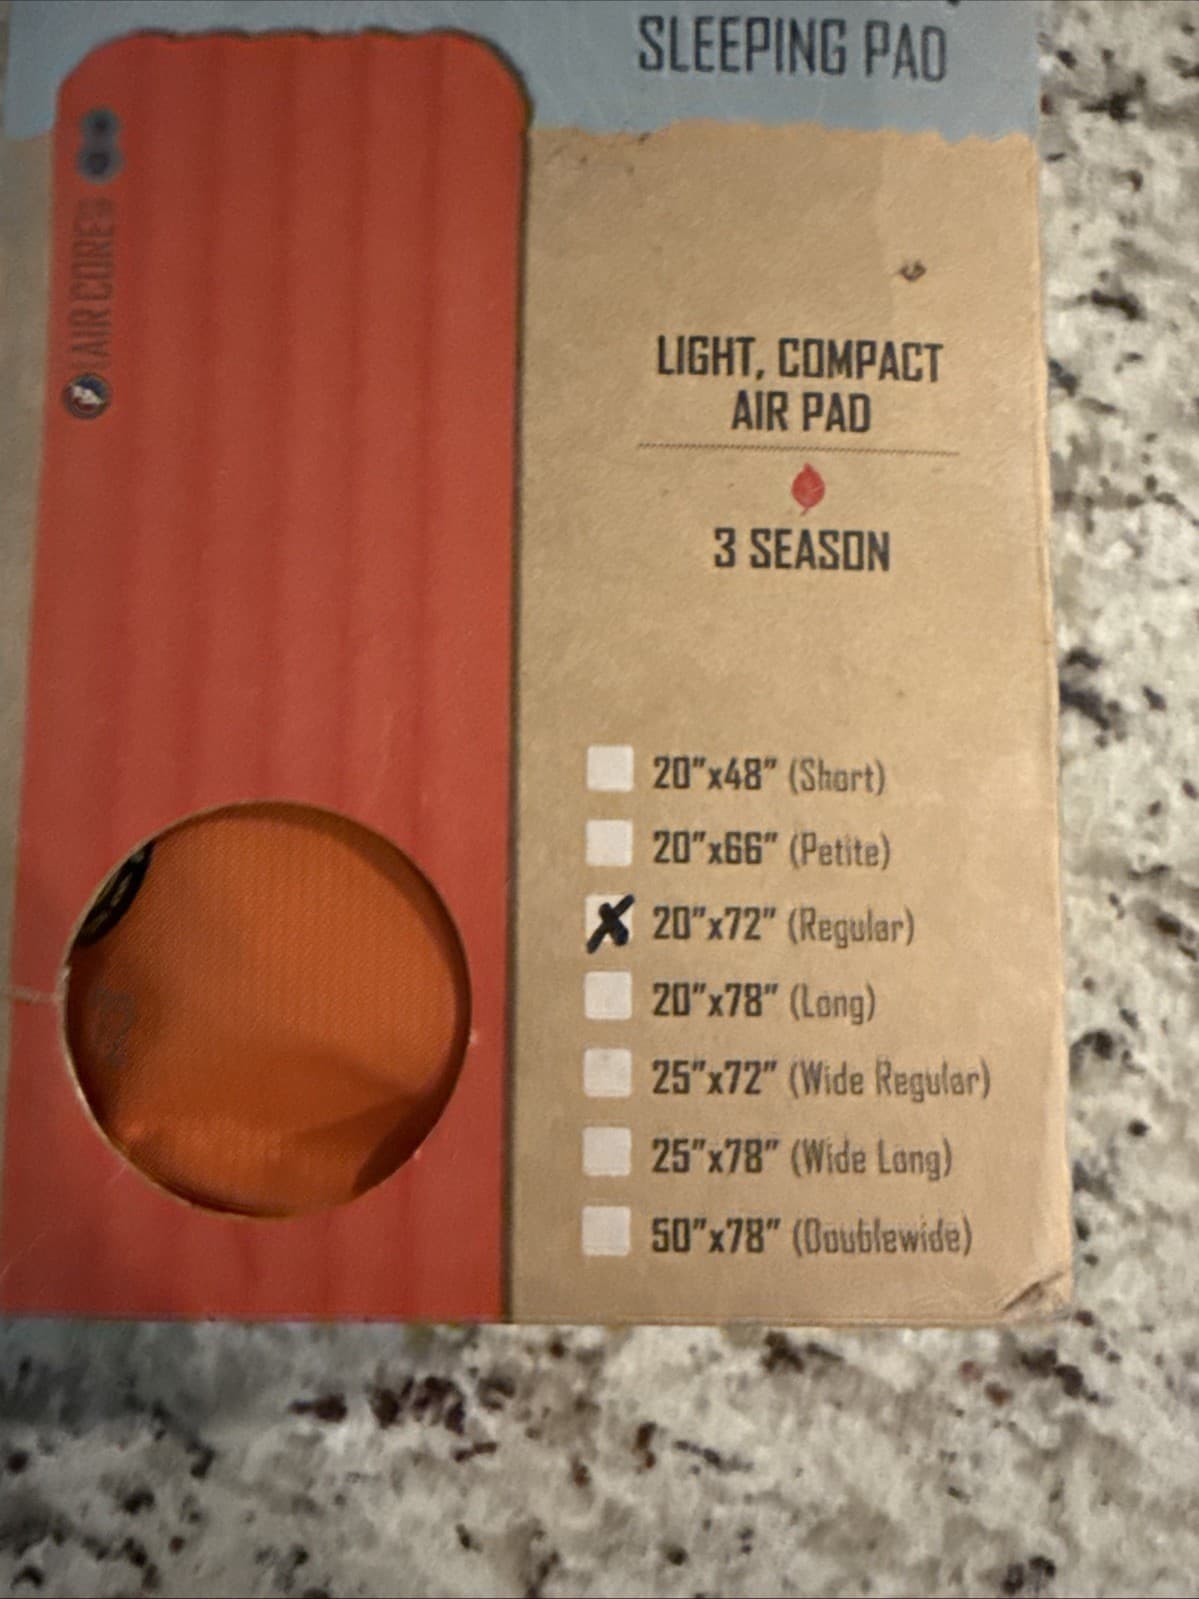 SLEEPING PAD
AIR CORE
LIGHT, COMPACT
AIR PAD
3 SEASON
20"x48" (Short)
20"x66" (Petite)
20"x72" (Regular)
20"x78" (Long)
25"x72" (Wide Regular)
25"x78" (Wide Long)
50"x78" (Doublewide)